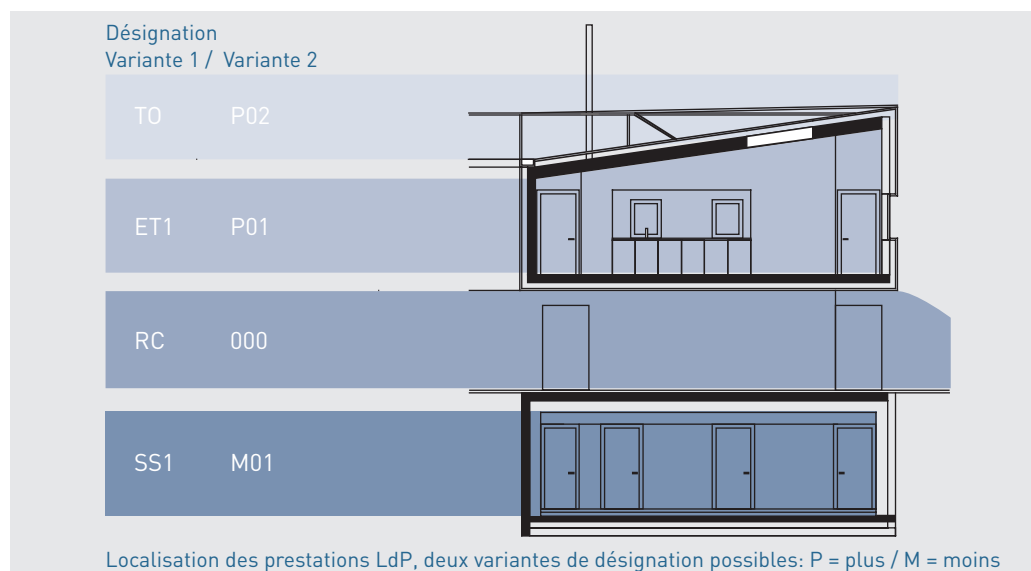 Désignation
Variante 1 / Variante 2
TO P02
ET1 P01
RC 000
SS1 M01
Localisation des prestations LdP, deux variantes de désignation possibles: P = plus / M = moins